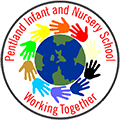 Pentland Infant and Nursery School
Working Together